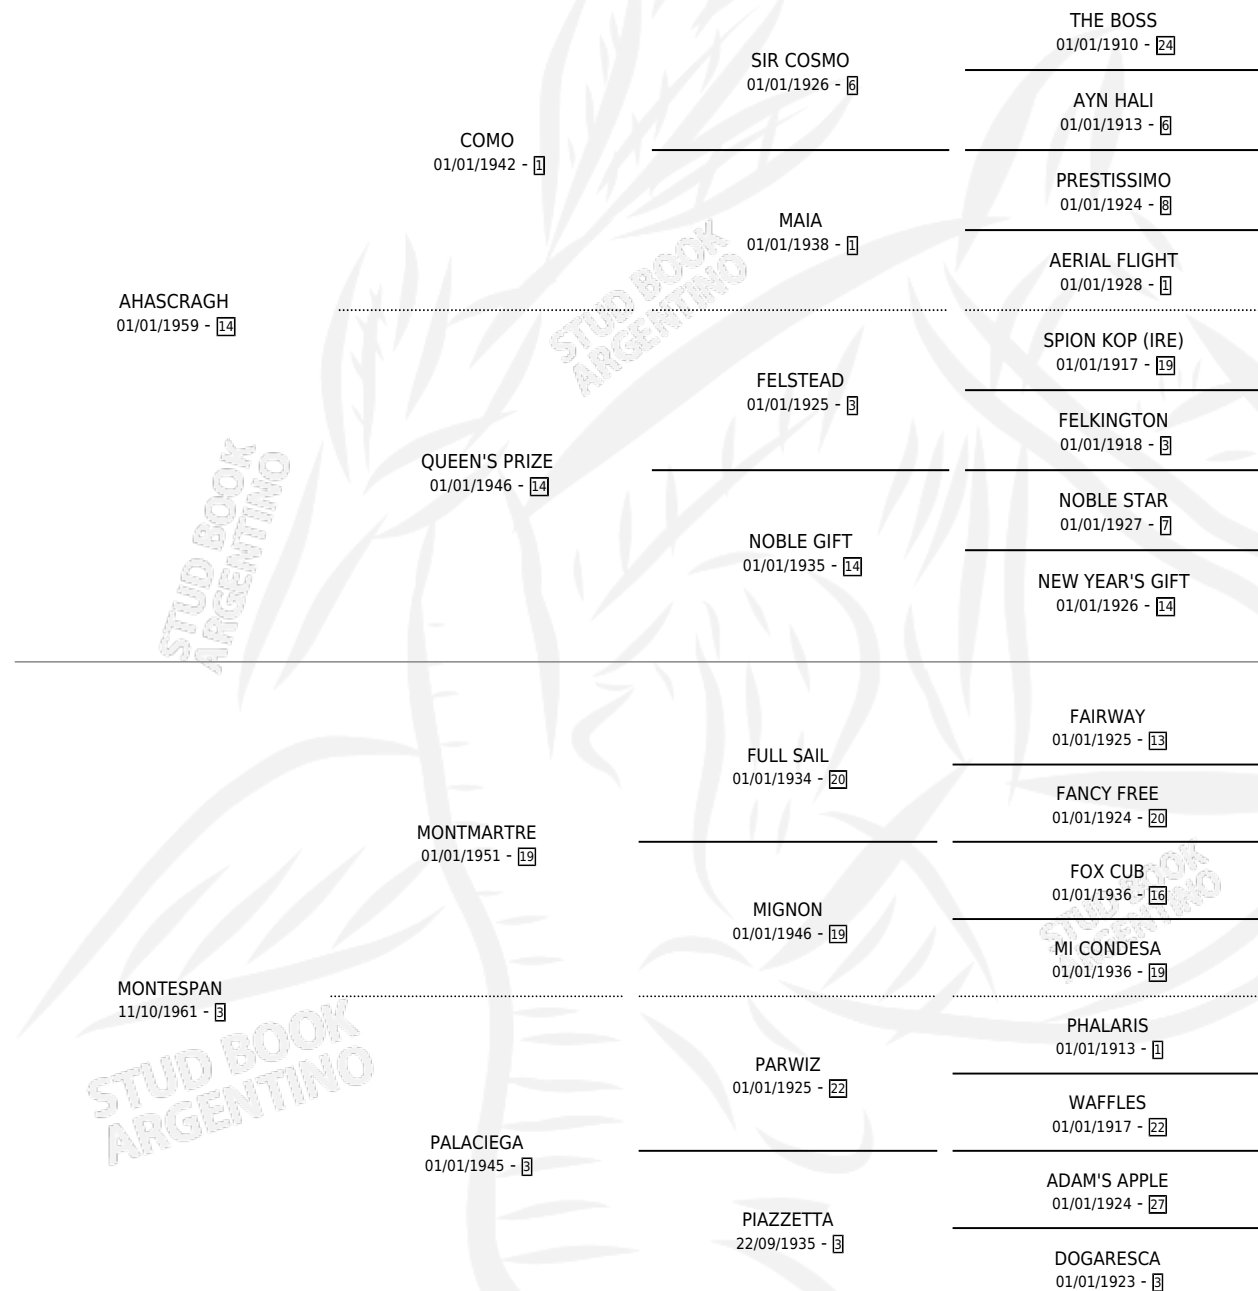 THE BOSS
01/01/1910 - 24
SIR COSMO
01/01/1926 - 6
AYN HALI
01/01/1913 - 6
COMO
01/01/1942 - 1
PRESTISSIMO
01/01/1924 - 8
MAIA
01/01/1938 - 1
AERIAL FLIGHT
01/01/1928 - 1
AHASCRAGH
01/01/1959 - 14
STUD BOOK
ARGENTINO
SPION KOP (IRE)
01/01/1917 - 19
FELSTEAD
01/01/1925 - 3
FELKINGTON
01/01/1918 - 3
QUEEN'S PRIZE
01/01/1946 - 14
NOBLE STAR
01/01/1927 - 7
NOBLE GIFT
01/01/1935 - 14
NEW YEAR'S GIFT
01/01/1926 - 14
STUD BOOK
ARGENTINO
FAIRWAY
01/01/1925 - 13
FULL SAIL
01/01/1934 - 20
FANCY FREE
01/01/1924 - 20
MONTMARTRE
01/01/1951 - 19
FOX CUB
01/01/1936 - 16
MIGNON
01/01/1946 - 19
STUD BOOK
ARGENTINO
MI CONDESA
01/01/1936 - 19
MONTESPAN
11/10/1961 - 3
PHALARIS
01/01/1913 - 1
PARWIZ
01/01/1925 - 22
STUD BOOK
ARGENTINO
WAFFLES
01/01/1917 - 22
PALACIEGA
01/01/1945 - 3
ADAM'S APPLE
01/01/1924 - 27
PIAZZETTA
22/09/1935 - 3
DOGARESCA
01/01/1923 - 3